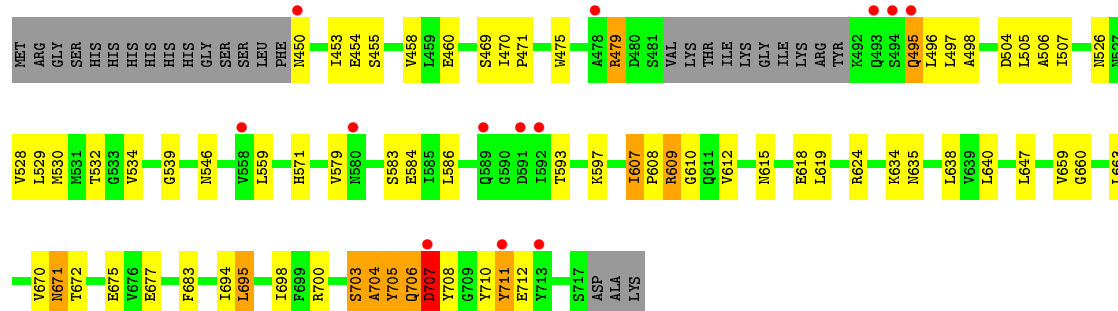 MET ARG GLY SER HIS HIS HIS HIS HIS HIS GLY SER SER LEU PHE N450 I453 E454 S455 V458 L459 E460 S469 I470 P471 W475 A478 R479 D480 S481 VAL LYS THR ILE LYS GLY ILE LYS ARG TYR K492 Q493 S494 Q495 L496 L497 A498 D504 L505 A506 I507 N526 N527
V528 L529 M530 M531 T532 G533 V534 G539 N546 V558 L559 H571 V579 N580 S583 E584 I585 L586 Q589 G590 D591 I592 T593 K597 I607 P608 R609 G610 Q611 V612 N615 E618 L619 R624 K634 N635 L638 V639 L640 L647 V659 G660 L663
V670 N671 T672 E675 V676 E677 F683 I694 L695 I698 F699 R700 S703 A704 Y705 Q706 D707 Y708 G709 Y710 Y711 E712 Y713 S717 ASP ALA LYS